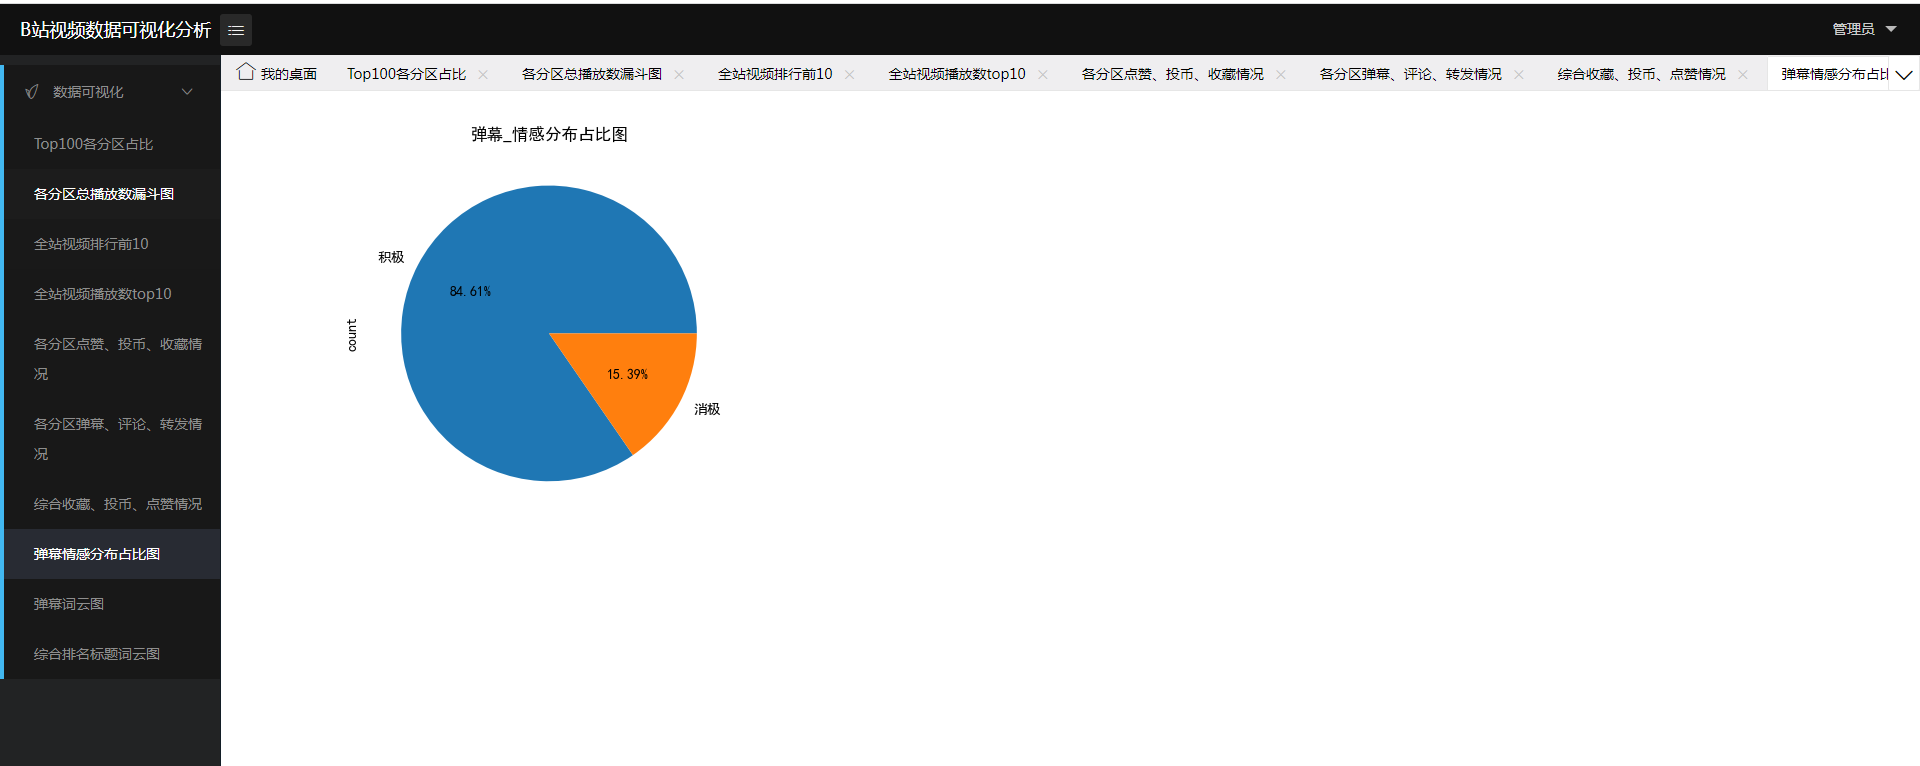 B站视频数据可视化分析
管理员
数据可视化
Top100各分区占比
各分区总播放数漏斗图
全站视频排行前10
全站视频播放数top10
各分区点赞、投币、收藏情
况
各分区弹幕、评论、转发情
况
综合收藏、投币、点赞情况
弹幕情感分布占比图
弹幕词云图
综合排名标题词云图
我的桌面
Top100各分区占比
各分区总播放数漏斗图
全站视频排行前10
全站视频播放数top10
各分区点赞、投币、收藏情况
各分区弹幕、评论、转发情况
综合收藏、投币、点赞情况
弹幕情感分布占比
弹幕_情感分布占比图
积极
84.61%
count
15.39%
消极